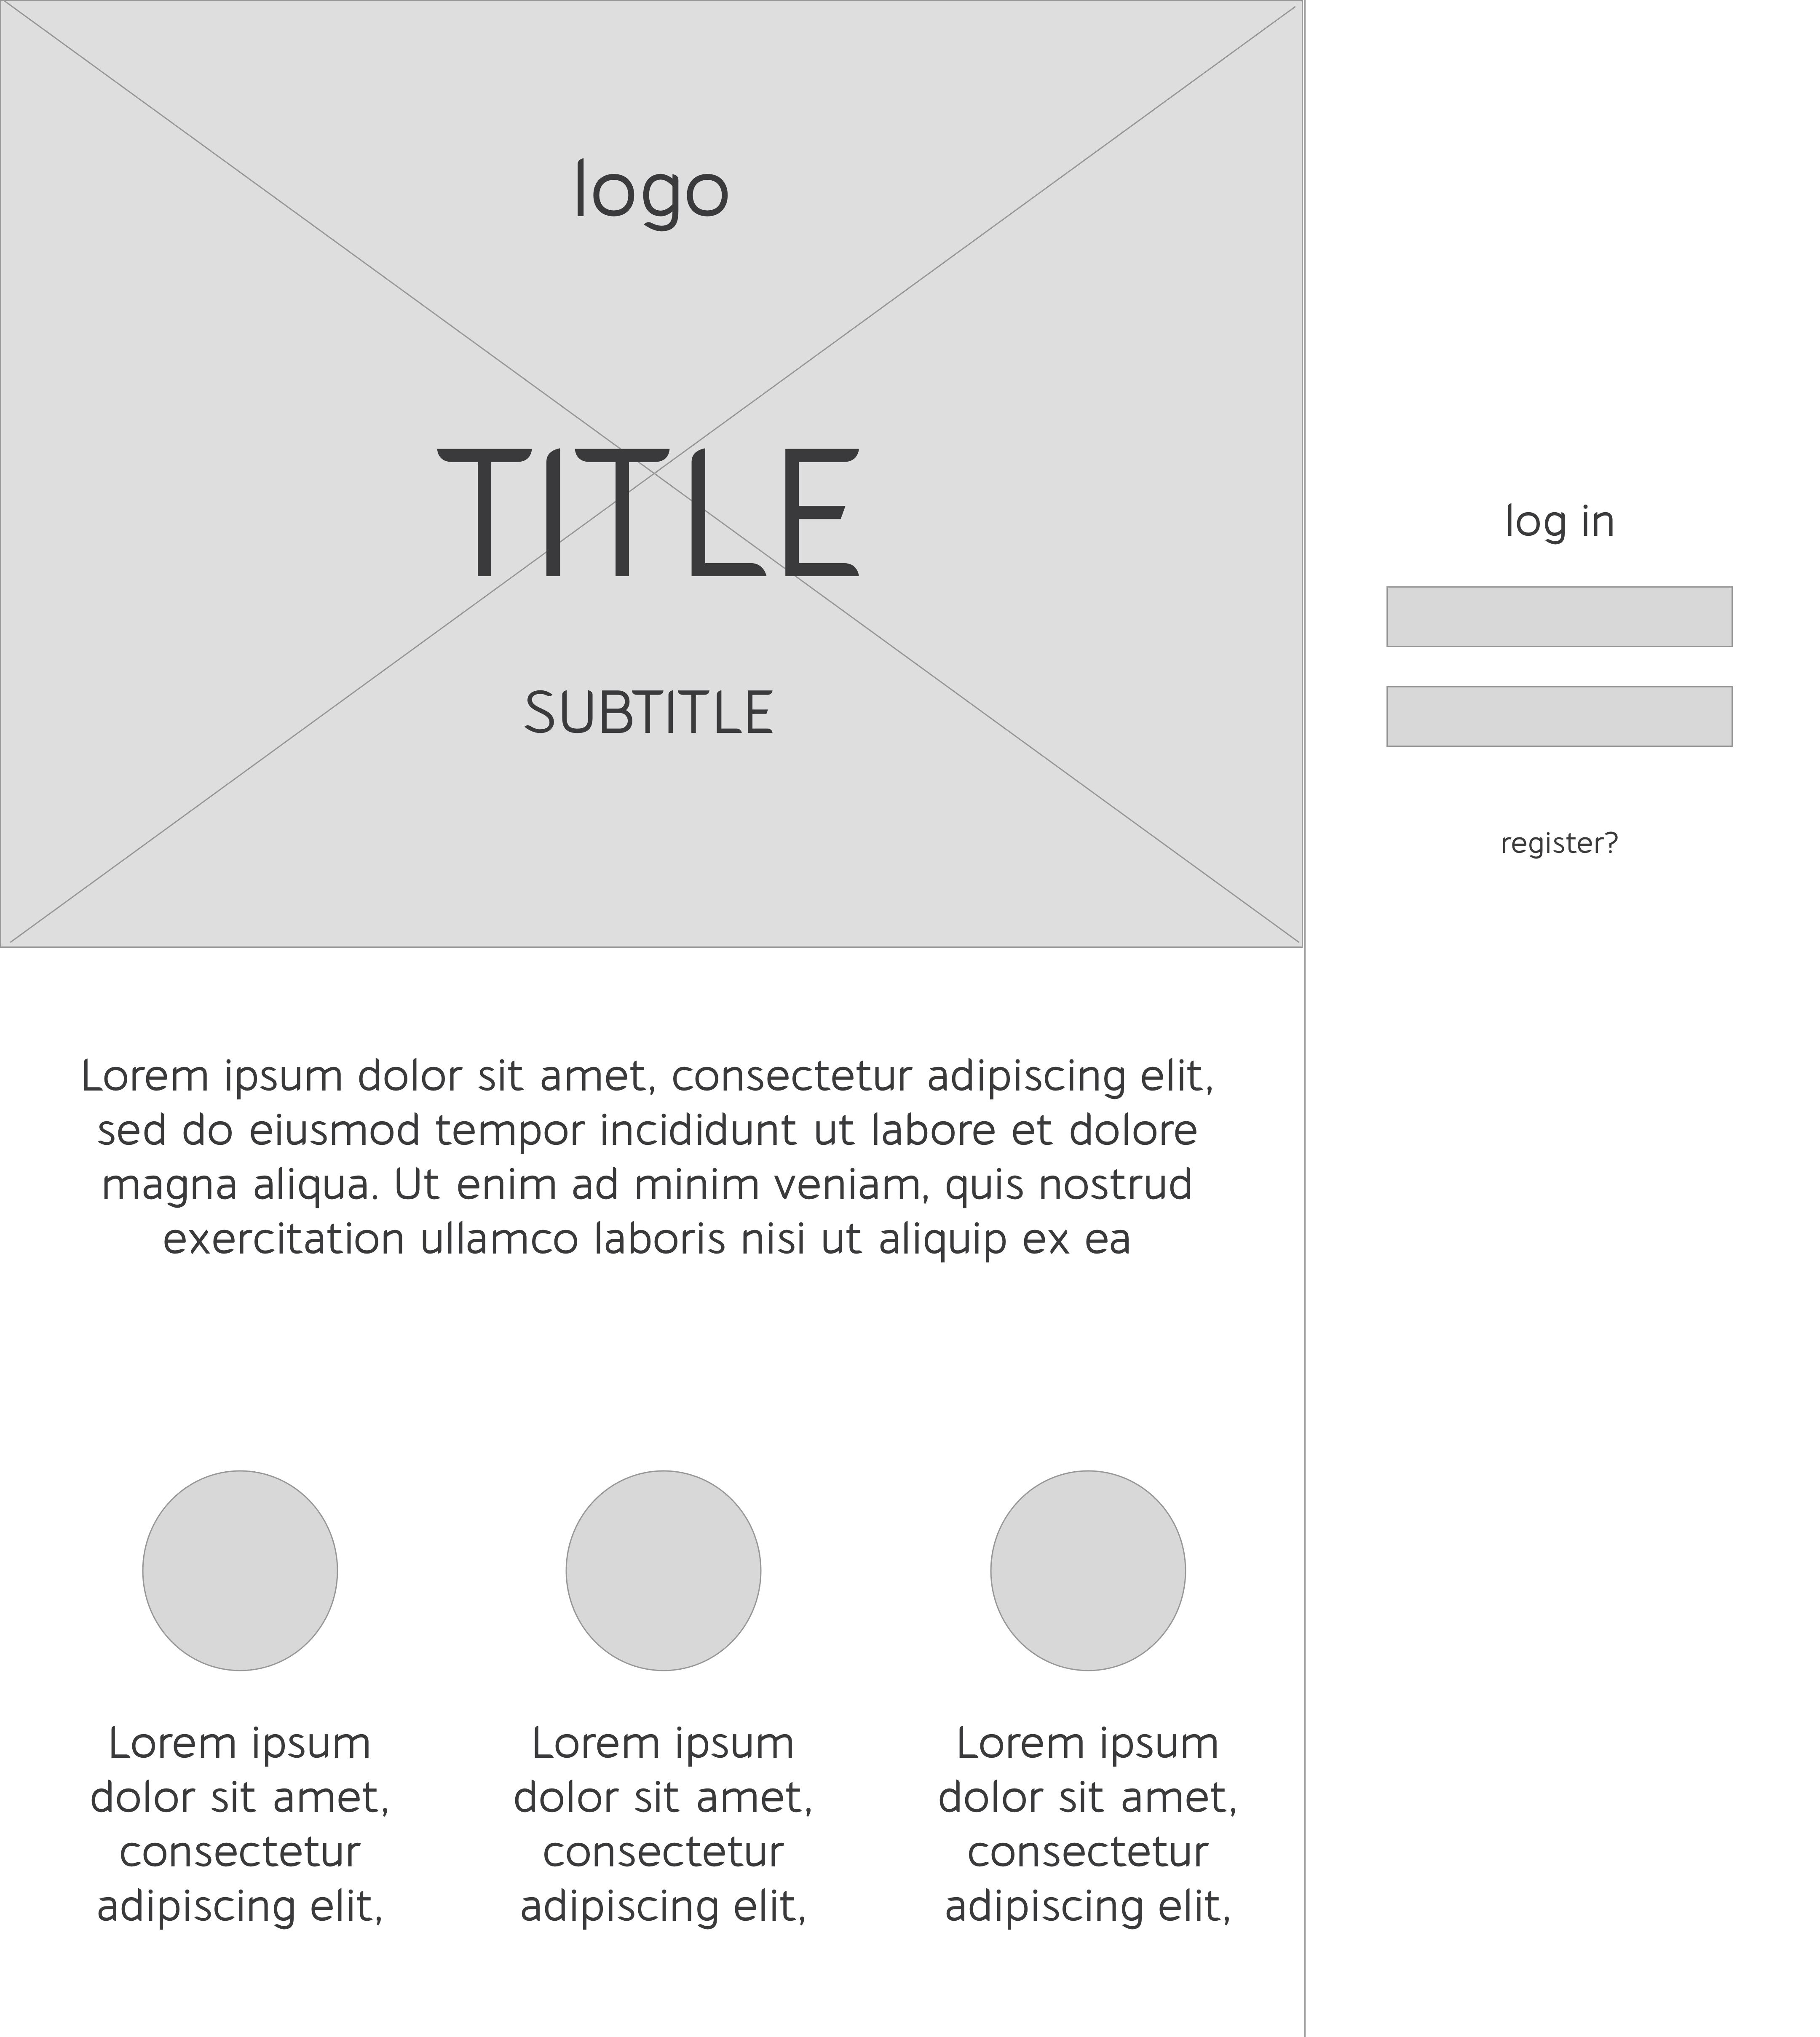 logo
TITLE
SUBTITLE
log in
register?
Lorem ipsum dolor sit amet, consectetur adipiscing elit,
sed do eiusmod tempor incididunt ut labore et dolore
magna aliqua. Ut enim ad minim veniam, quis nostrud
exercitation ullamco laboris nisi ut aliquip ex ea
Lorem ipsum
dolor sit amet,
consectetur
adipiscing elit,
Lorem ipsum
dolor sit amet,
consectetur
adipiscing elit,
Lorem ipsum
dolor sit amet,
consectetur
adipiscing elit,